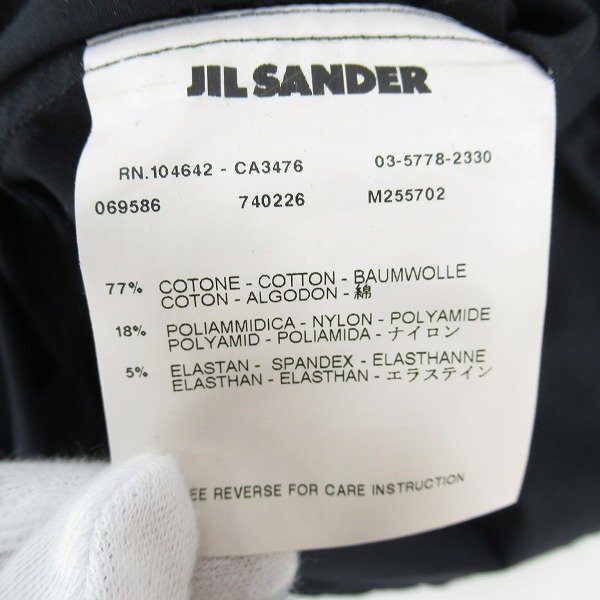 JIL SANDER
RN.104642 - CA3476 03-5778-2330
069586 740226 M255702
77% COTONE - COTTON - BAUMWOLLE
COTON - ALGODON - 綿
18% POLIAMMIDICA - NYLON - POLYAMIDE
POLYAMID - POLIAMIDA - ナイロン
5% ELASTAN - SPANDEX - ELASTHANNE
ELASTHAN - ELASTHAN - エラステイン
EE REVERSE FOR CARE INSTRUCTION